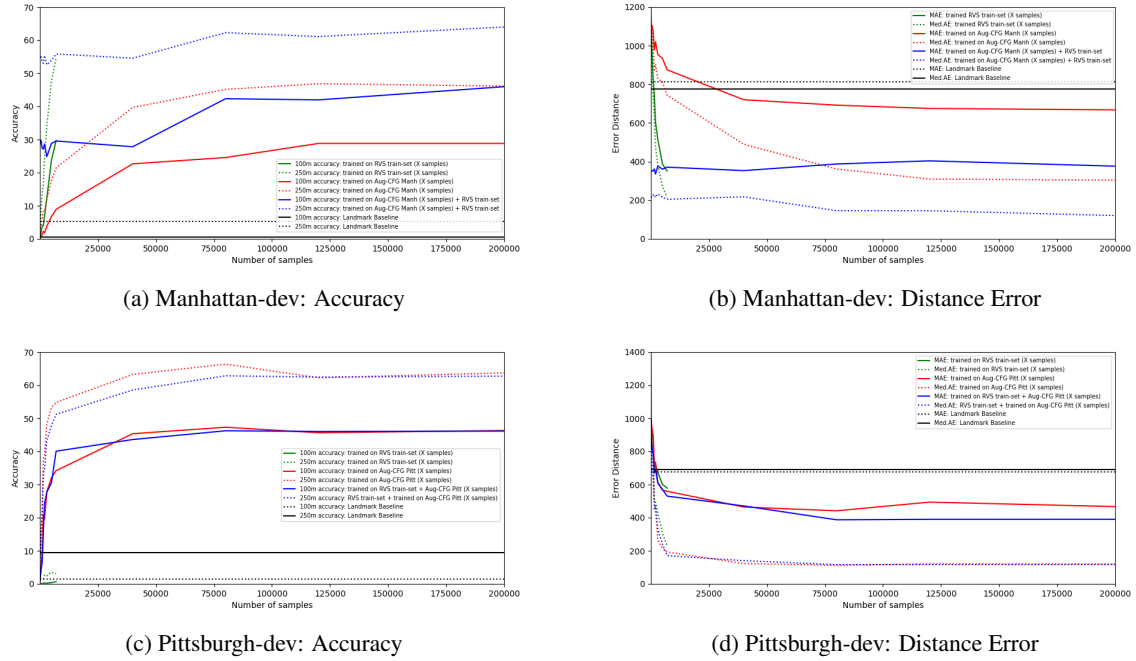 70
60
50
40
30
20
10
0
Accuracy
100m accuracy: trained on RVS train-set (X samples)
250m accuracy: trained on RVS train-set (X samples)
100m accuracy: trained on Aug-CFG Manh (X samples)
250m accuracy: trained on Aug-CFG Manh (X samples)
100m accuracy: trained on Aug-CFG Manh (X samples) + RVS train-set
250m accuracy: trained on Aug-CFG Manh (X samples) + RVS train-set
100m accuracy: Landmark Baseline
250m accuracy: Landmark Baseline
25000 50000 75000 100000 125000 150000 175000 200000
Number of samples
(a) Manhattan-dev: Accuracy
1200
1000
800
600
400
200
0
Error Distance
MAE: trained RVS train-set (X samples)
Med.AE: trained RVS train-set (X samples)
MAE: trained on Aug-CFG Manh (X samples)
Med.AE: trained on Aug-CFG Manh (X samples)
MAE: trained on Aug-CFG Manh (X samples) + RVS train-set
Med.AE: trained on Aug-CFG Manh (X samples) + RVS train-set
MAE: Landmark Baseline
Med.AE: Landmark Baseline
25000 50000 75000 100000 125000 150000 175000 200000
Number of samples
(b) Manhattan-dev: Distance Error
70
60
50
40
30
20
10
0
Accuracy
100m accuracy: trained on RVS train-set (X samples)
250m accuracy: trained on RVS train-set (X samples)
100m accuracy: trained on Aug-CFG Pitt (X samples)
250m accuracy: trained on Aug-CFG Pitt (X samples)
100m accuracy: trained on RVS train-set + Aug-CFG Pitt (X samples)
250m accuracy: RVS train-set + trained on Aug-CFG Pitt (X samples)
100m accuracy: Landmark Baseline
250m accuracy: Landmark Baseline
25000 50000 75000 100000 125000 150000 175000 200000
Number of samples
(c) Pittsburgh-dev: Accuracy
1400
1200
1000
800
600
400
200
0
Error Distance
MAE: trained on RVS train-set (X samples)
Med.AE: trained on RVS train-set (X samples)
MAE: trained on Aug-CFG Pitt (X samples)
Med.AE: trained on Aug-CFG Pitt (X samples)
MAE: trained on RVS train-set + Aug-CFG Pitt (X samples)
Med.AE: RVS train-set + trained on Aug-CFG Pitt (X samples)
MAE: Landmark Baseline
Med.AE: Landmark Baseline
25000 50000 75000 100000 125000 150000 175000 200000
Number of samples
(d) Pittsburgh-dev: Distance Error